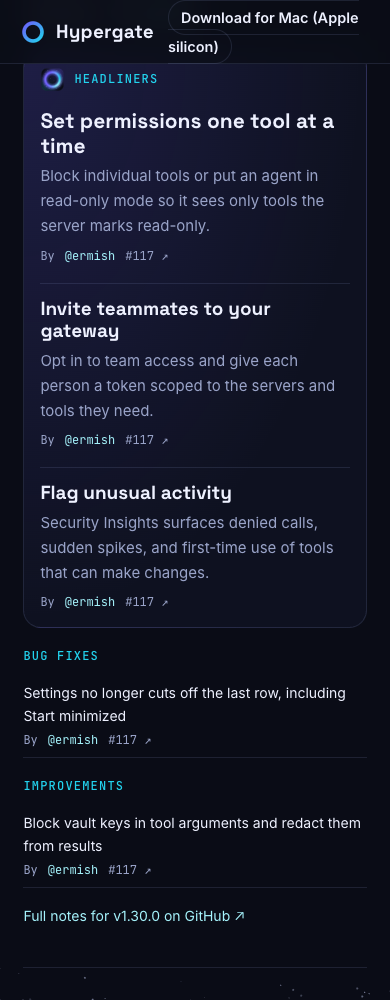 Hypergate
Download for Mac (Apple
silicon)
HEADLINERS
Set permissions one tool at a
time
Block individual tools or put an agent in
read-only mode so it sees only tools the
server marks read-only.
By @ermish #117 ↗
Invite teammates to your
gateway
Opt in to team access and give each
person a token scoped to the servers and
tools they need.
By @ermish #117 ↗
Flag unusual activity
Security Insights surfaces denied calls,
sudden spikes, and first-time use of tools
that can make changes.
By @ermish #117 ↗
BUG FIXES
Settings no longer cuts off the last row, including
Start minimized
By @ermish #117 ↗
IMPROVEMENTS
Block vault keys in tool arguments and redact them
from results
By @ermish #117 ↗
Full notes for v1.30.0 on GitHub ↗